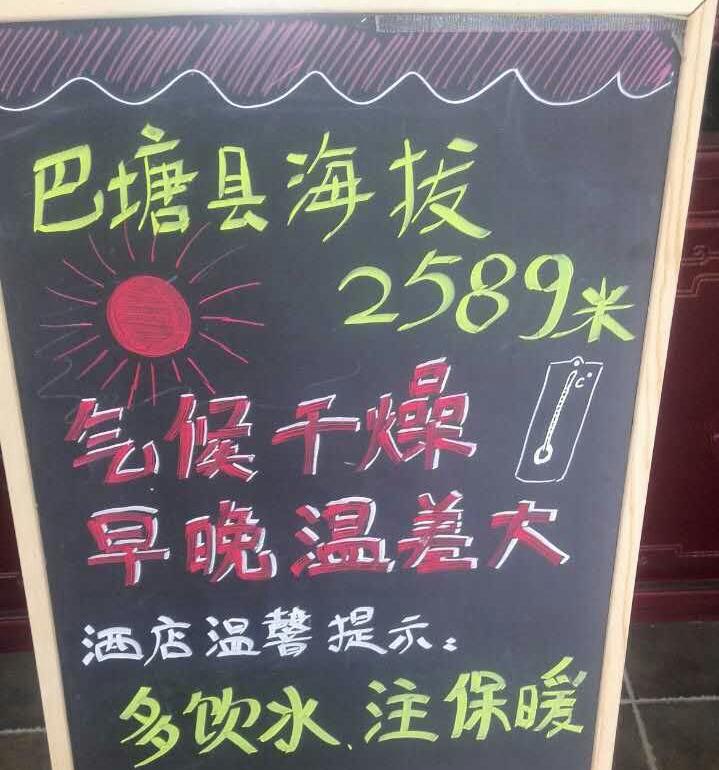 巴塘县海拔
2589米
c°
气候干燥
早晚温差大
酒店温馨提示:
多饮水、注保暖